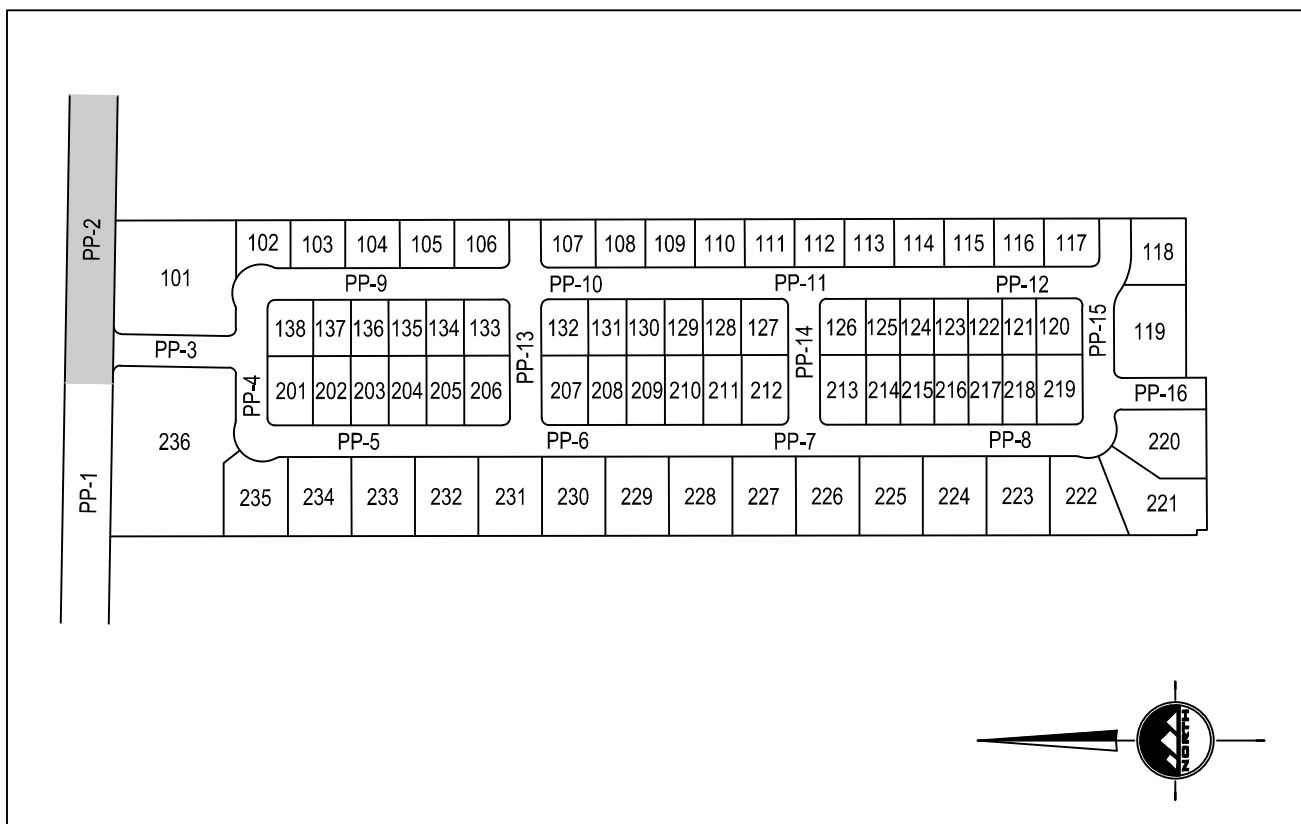 PP-2
PP-1
101
102 103 104 105 106
107 108 109 110 111 112 113 114 115 116 117
118
PP-9
PP-10
PP-11
PP-12
119
PP-3
138 137 136 135 134 133
PP-13
132 131 130 129 128 127
PP-14
126 125 124 123 122 121 120
PP-15
PP-4
201 202 203 204 205 206
207 208 209 210 211 212
213 214 215 216 217 218 219
PP-16
236
PP-5
PP-6
PP-7
PP-8
220
235 234 233 232 231 230 229 228 227 226 225 224 223 222 221
NORTH